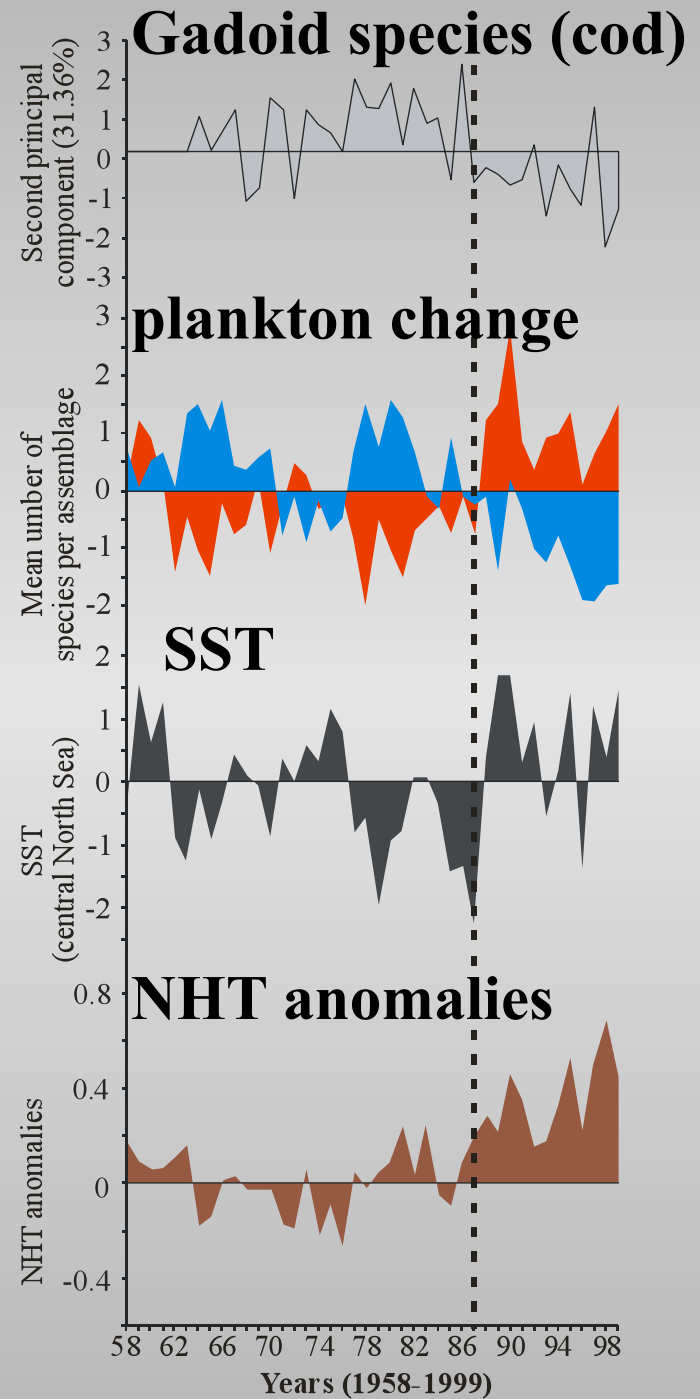 Gadoid species (cod)
Second principal
component (31.36%)
3
2
1
0
-1
-2
-3
plankton change
Mean umber of
species per assemblage
3
2
1
0
-1
-2
SST
SST
(central North Sea)
2
1
0
-1
-2
NHT anomalies
NHT anomalies
0.8
0.4
0
-0.4
58 62 66 70 74 78 82 86 90 94 98
Years (1958-1999)